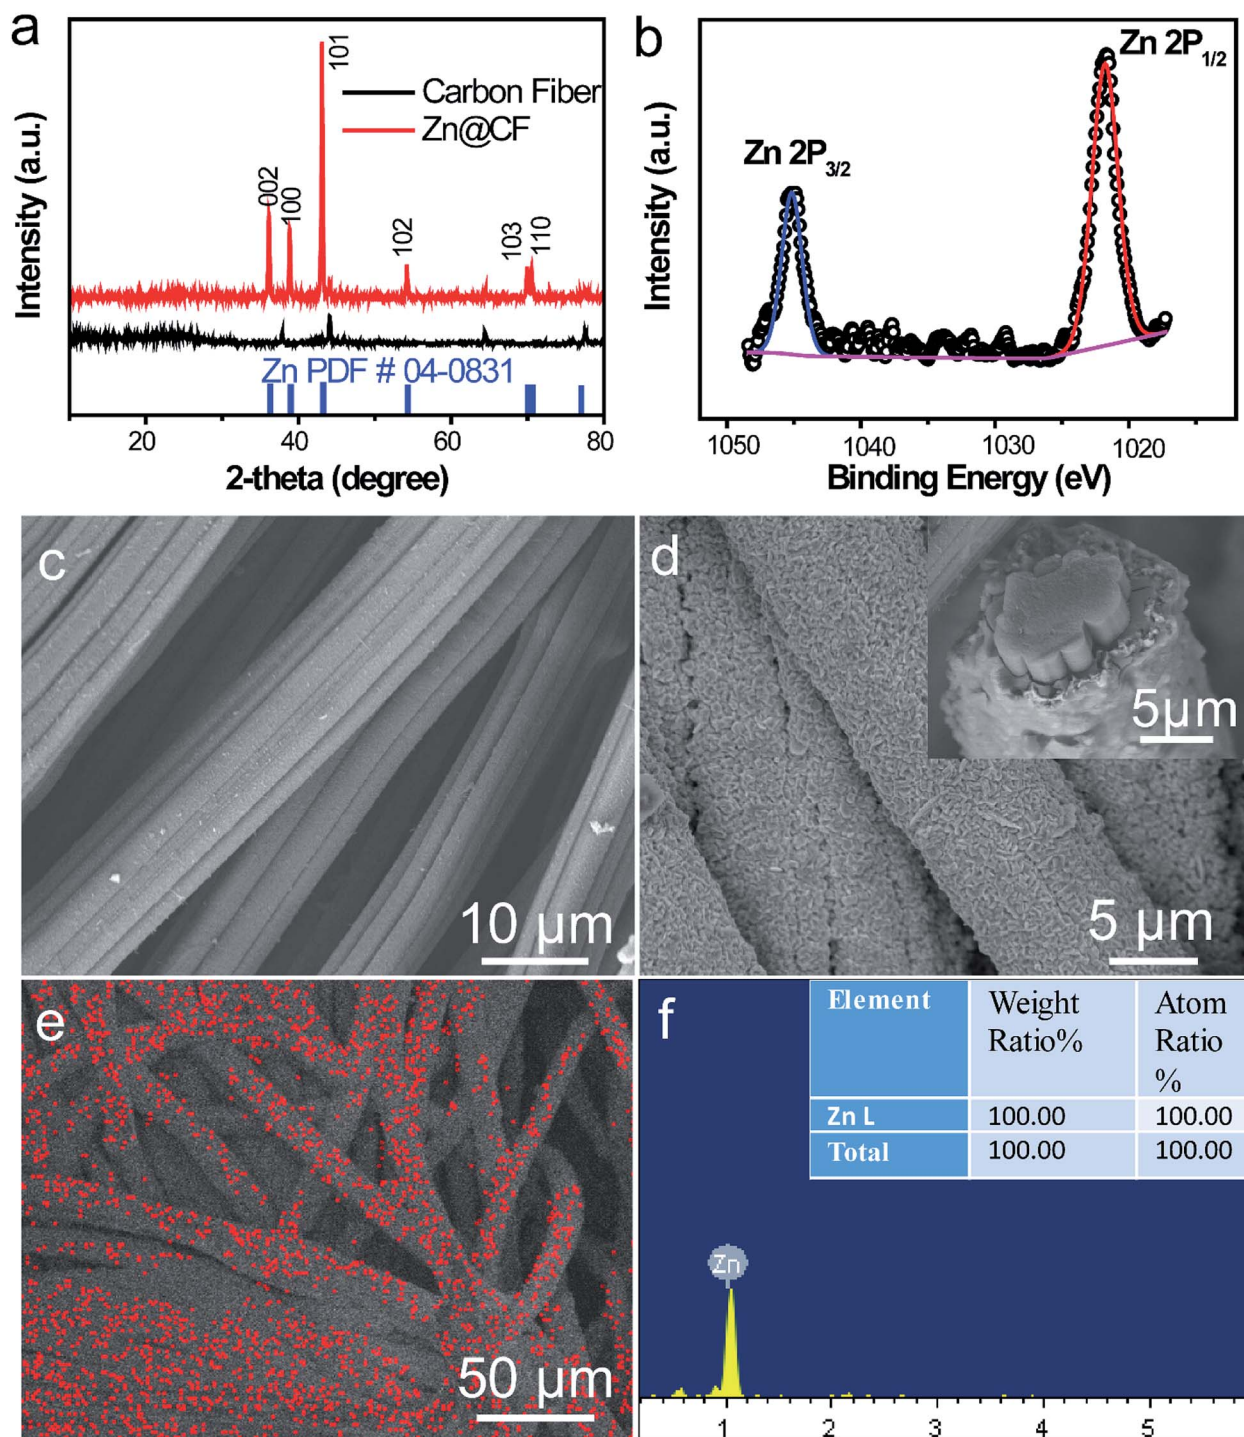 a
101
Carbon Fiber
Zn@CF
002
100
102
103
110
Zn PDF # 04-0831
Intensity (a.u.)
20
40
60
80
2-theta (degree)
b
Zn 2P1/2
Zn 2P3/2
Intensity (a.u.)
1050
1040
1030
1020
Binding Energy (eV)
c
10 μm
d
5μm
5 μm
e
50 μm
f
Element Weight Ratio% Atom Ratio %
Zn L 100.00 100.00
Total 100.00 100.00
Zn
1
2
3
4
5